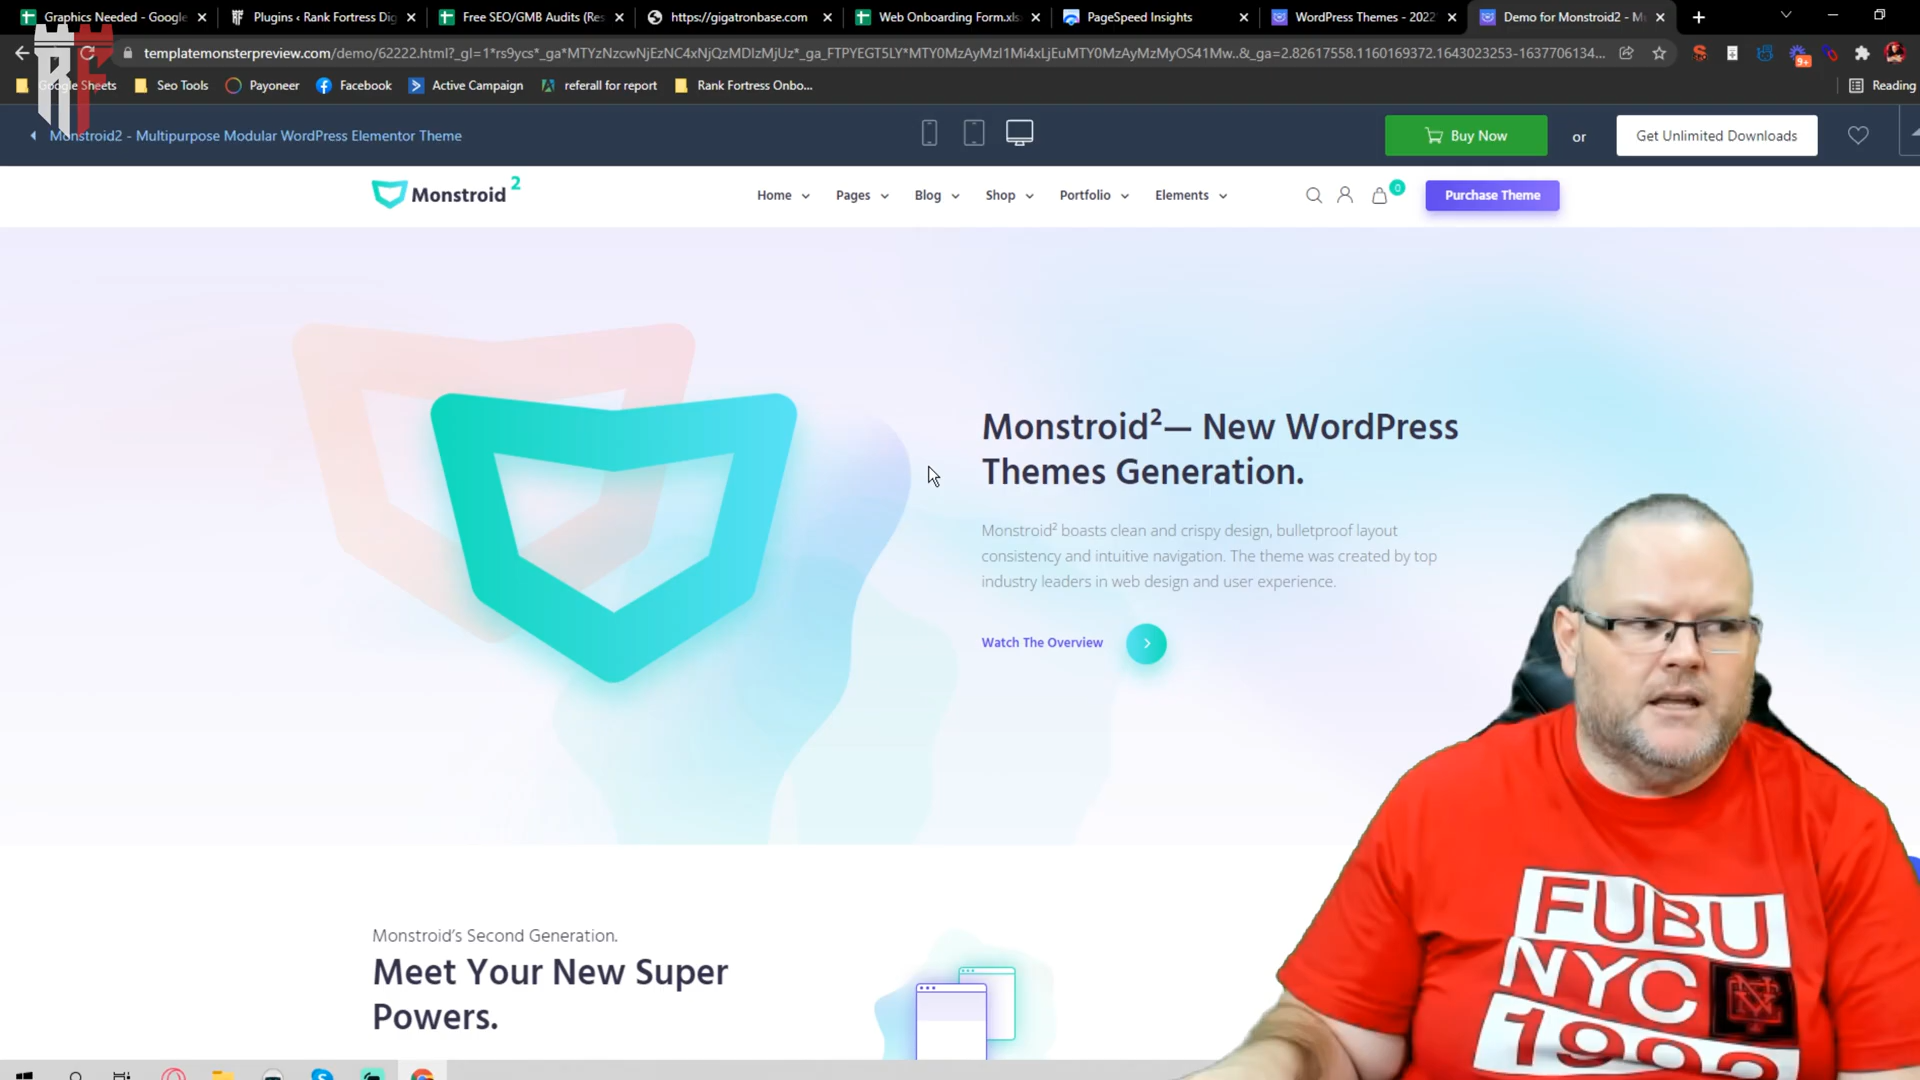 Graphics Needed - Google
Plugins ‹ Rank Fortress Dig
Free SEO/GMB Audits (Res
https://gigatronbase.com
Web Onboarding Form.xls
PageSpeed Insights
WordPress Themes - 2022
Demo for Monstroid2 - M
templatemonsterpreview.com/demo/62222.html?_gl=1*rs9ycs*_ga*MTYzNzcwNjEzNC4xNjQzMDIzMjUz*_ga_FTPYEGT5LY*MTY0MzAyMzI1Mi4xLjEuMTY0MzAyMzMyOS41Mw..&_ga=2.82617558.1160169372.1643023253-1637706134...
9+
Google Sheets
Seo Tools
Payoneer
Facebook
Active Campaign
referall for report
Rank Fortress Onbo...
Reading
Monstroid2 - Multipurpose Modular WordPress Elementor Theme
Buy Now
or
Get Unlimited Downloads
Monstroid 2
Home
Pages
Blog
Shop
Portfolio
Elements
0
Purchase Theme
Monstroid²— New WordPress
Themes Generation.
Monstroid² boasts clean and crispy design, bulletproof layout
consistency and intuitive navigation. The theme was created by top
industry leaders in web design and user experience.
Watch The Overview
Monstroid's Second Generation.
Meet Your New Super
Powers.
FUBU
NYC
1992